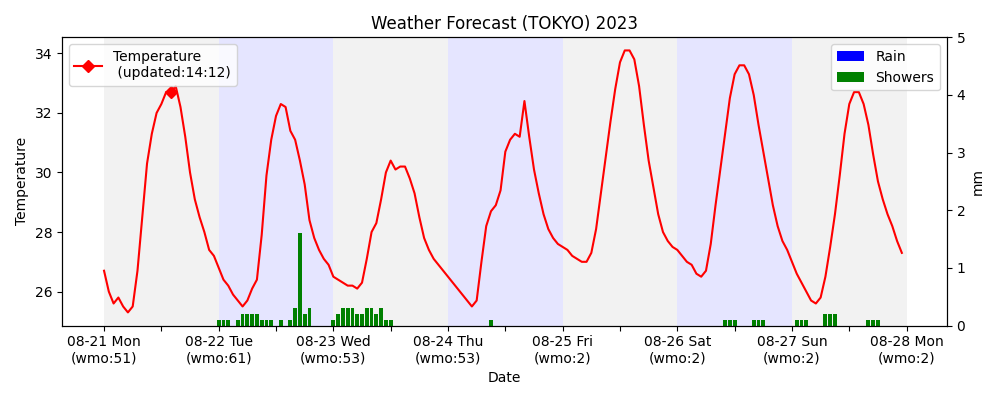 Weather Forecast (TOKYO) 2023
Temperature
(updated:14:12)
Rain
Showers
34
32
30
28
26
Temperature
5
4
3
2
1
0
mm
08-21 Mon
(wmo:51)
08-22 Tue
(wmo:61)
08-23 Wed
(wmo:53)
08-24 Thu
(wmo:53)
08-25 Fri
(wmo:2)
08-26 Sat
(wmo:2)
08-27 Sun
(wmo:2)
08-28 Mon
(wmo:2)
Date